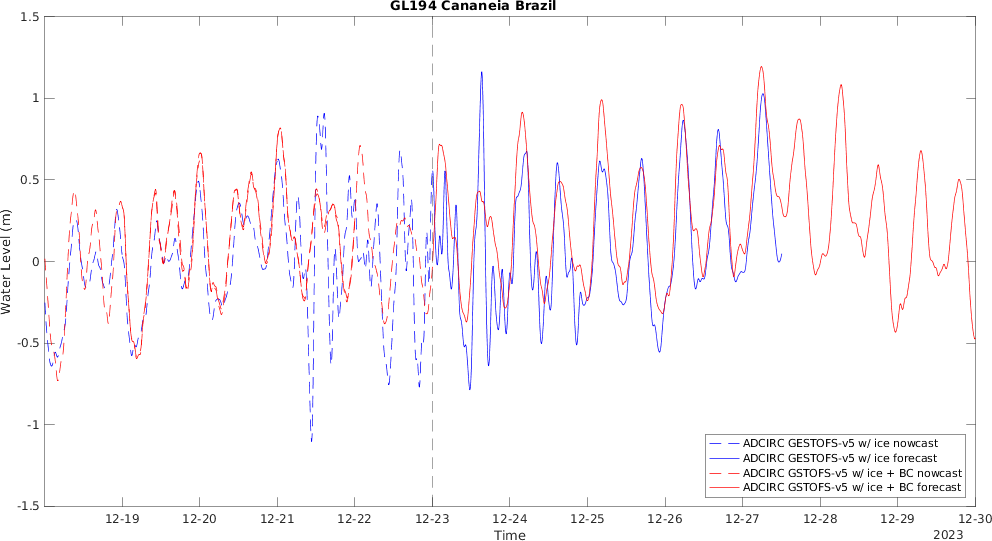 GL194 Cananeia Brazil
1.5
1
0.5
0
-0.5
-1
-1.5
Water Level (m)
12-19 12-20 12-21 12-22 12-23 12-24 12-25 12-26 12-27 12-28 12-29 12-30
Time
2023
ADCIRC GESTOFS-v5 w/ ice nowcast
ADCIRC GESTOFS-v5 w/ ice forecast
ADCIRC GSTOFS-v5 w/ ice + BC nowcast
ADCIRC GSTOFS-v5 w/ ice + BC forecast